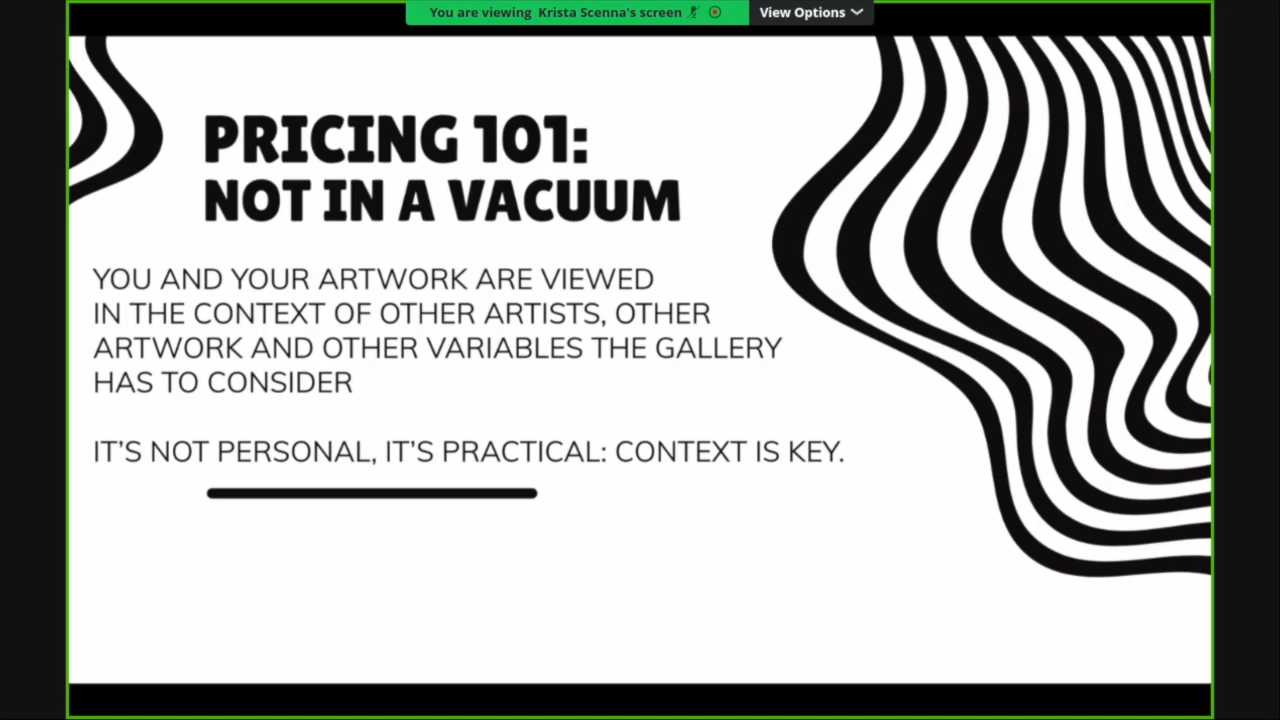 You are viewing Krista Scenna's screen View Options
PRICING 101:
NOT IN A VACUUM
YOU AND YOUR ARTWORK ARE VIEWED
IN THE CONTEXT OF OTHER ARTISTS, OTHER
ARTWORK AND OTHER VARIABLES THE GALLERY
HAS TO CONSIDER
IT’S NOT PERSONAL, IT’S PRACTICAL: CONTEXT IS KEY.